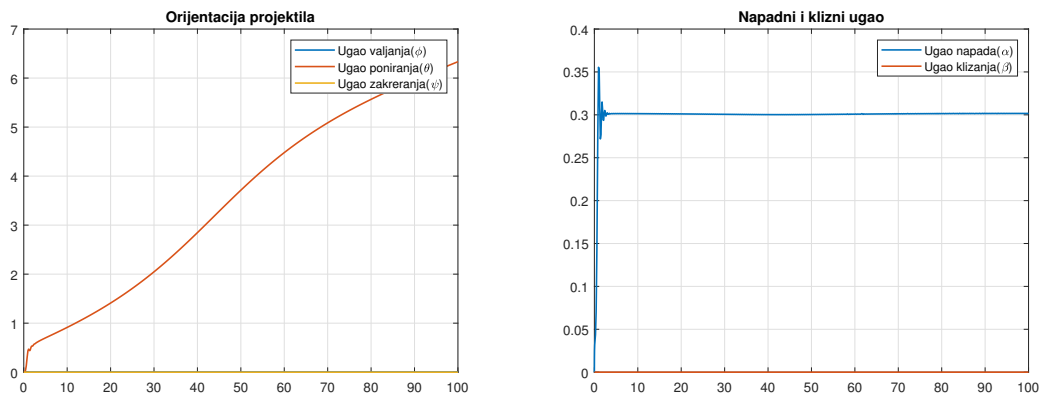 Orijentacija projektila
7
6
5
4
3
2
1
0
0 10 20 30 40 50 60 70 80 90 100
Ugao valjanja(ϕ)
Ugao poniranja(θ)
Ugao zakreranja(ψ)
Napadni i klizni ugao
0.4
0.35
0.3
0.25
0.2
0.15
0.1
0.05
0
0 10 20 30 40 50 60 70 80 90 100
Ugao napada(α)
Ugao klizanja(β)